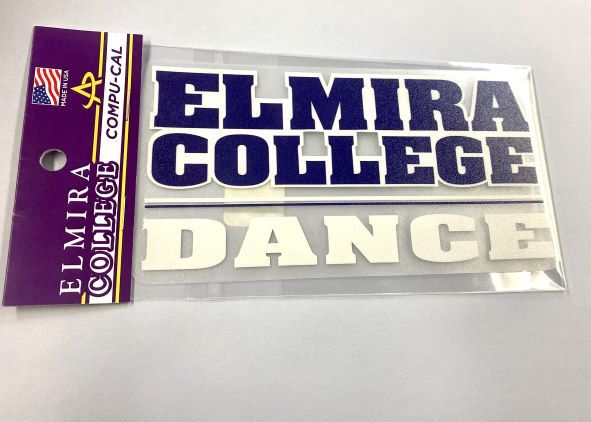 MADE IN USA
COMPU-CAL
ELMIRA
COLLEGE
ELMIRA
COLLEGE
DANCE